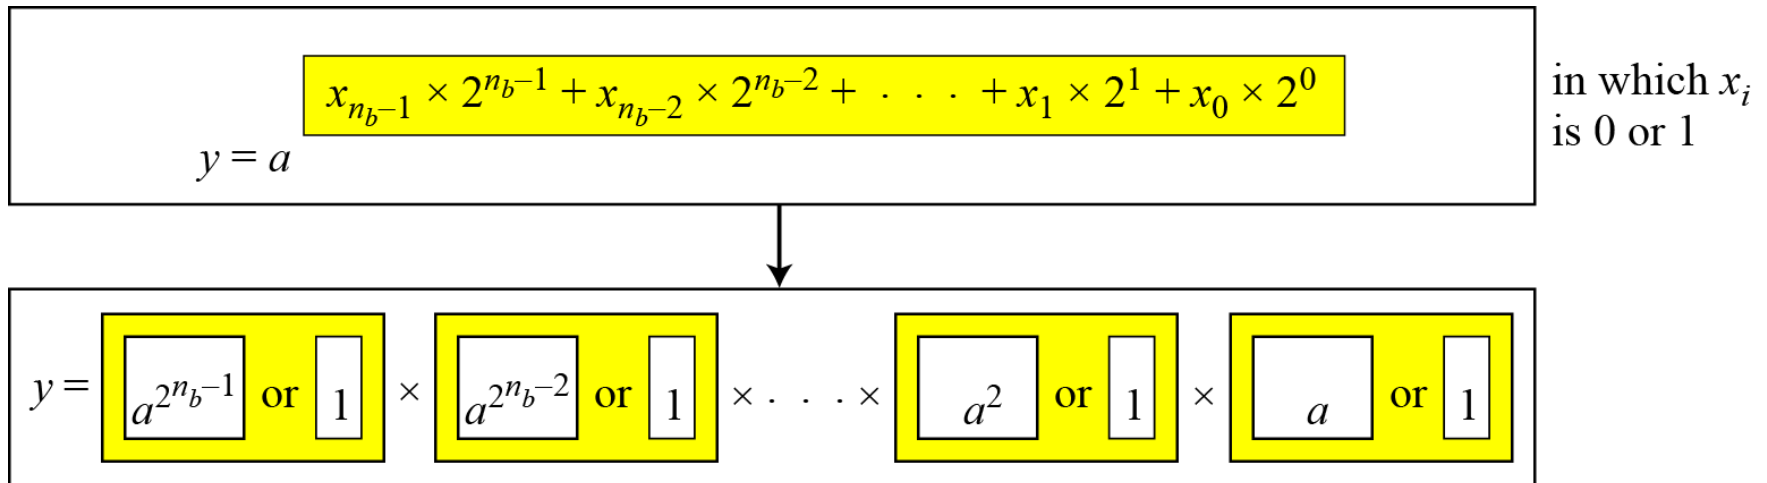 x_{n_b–1} × 2^{n_b–1} + x_{n_b–2} × 2^{n_b–2} + . . . + x_1 × 2^1 + x_0 × 2^0
y = a
in which x_i
is 0 or 1
y = a^{2^{n_b–1}} or 1 × a^{2^{n_b–2}} or 1 × . . . × a^2 or 1 × a or 1